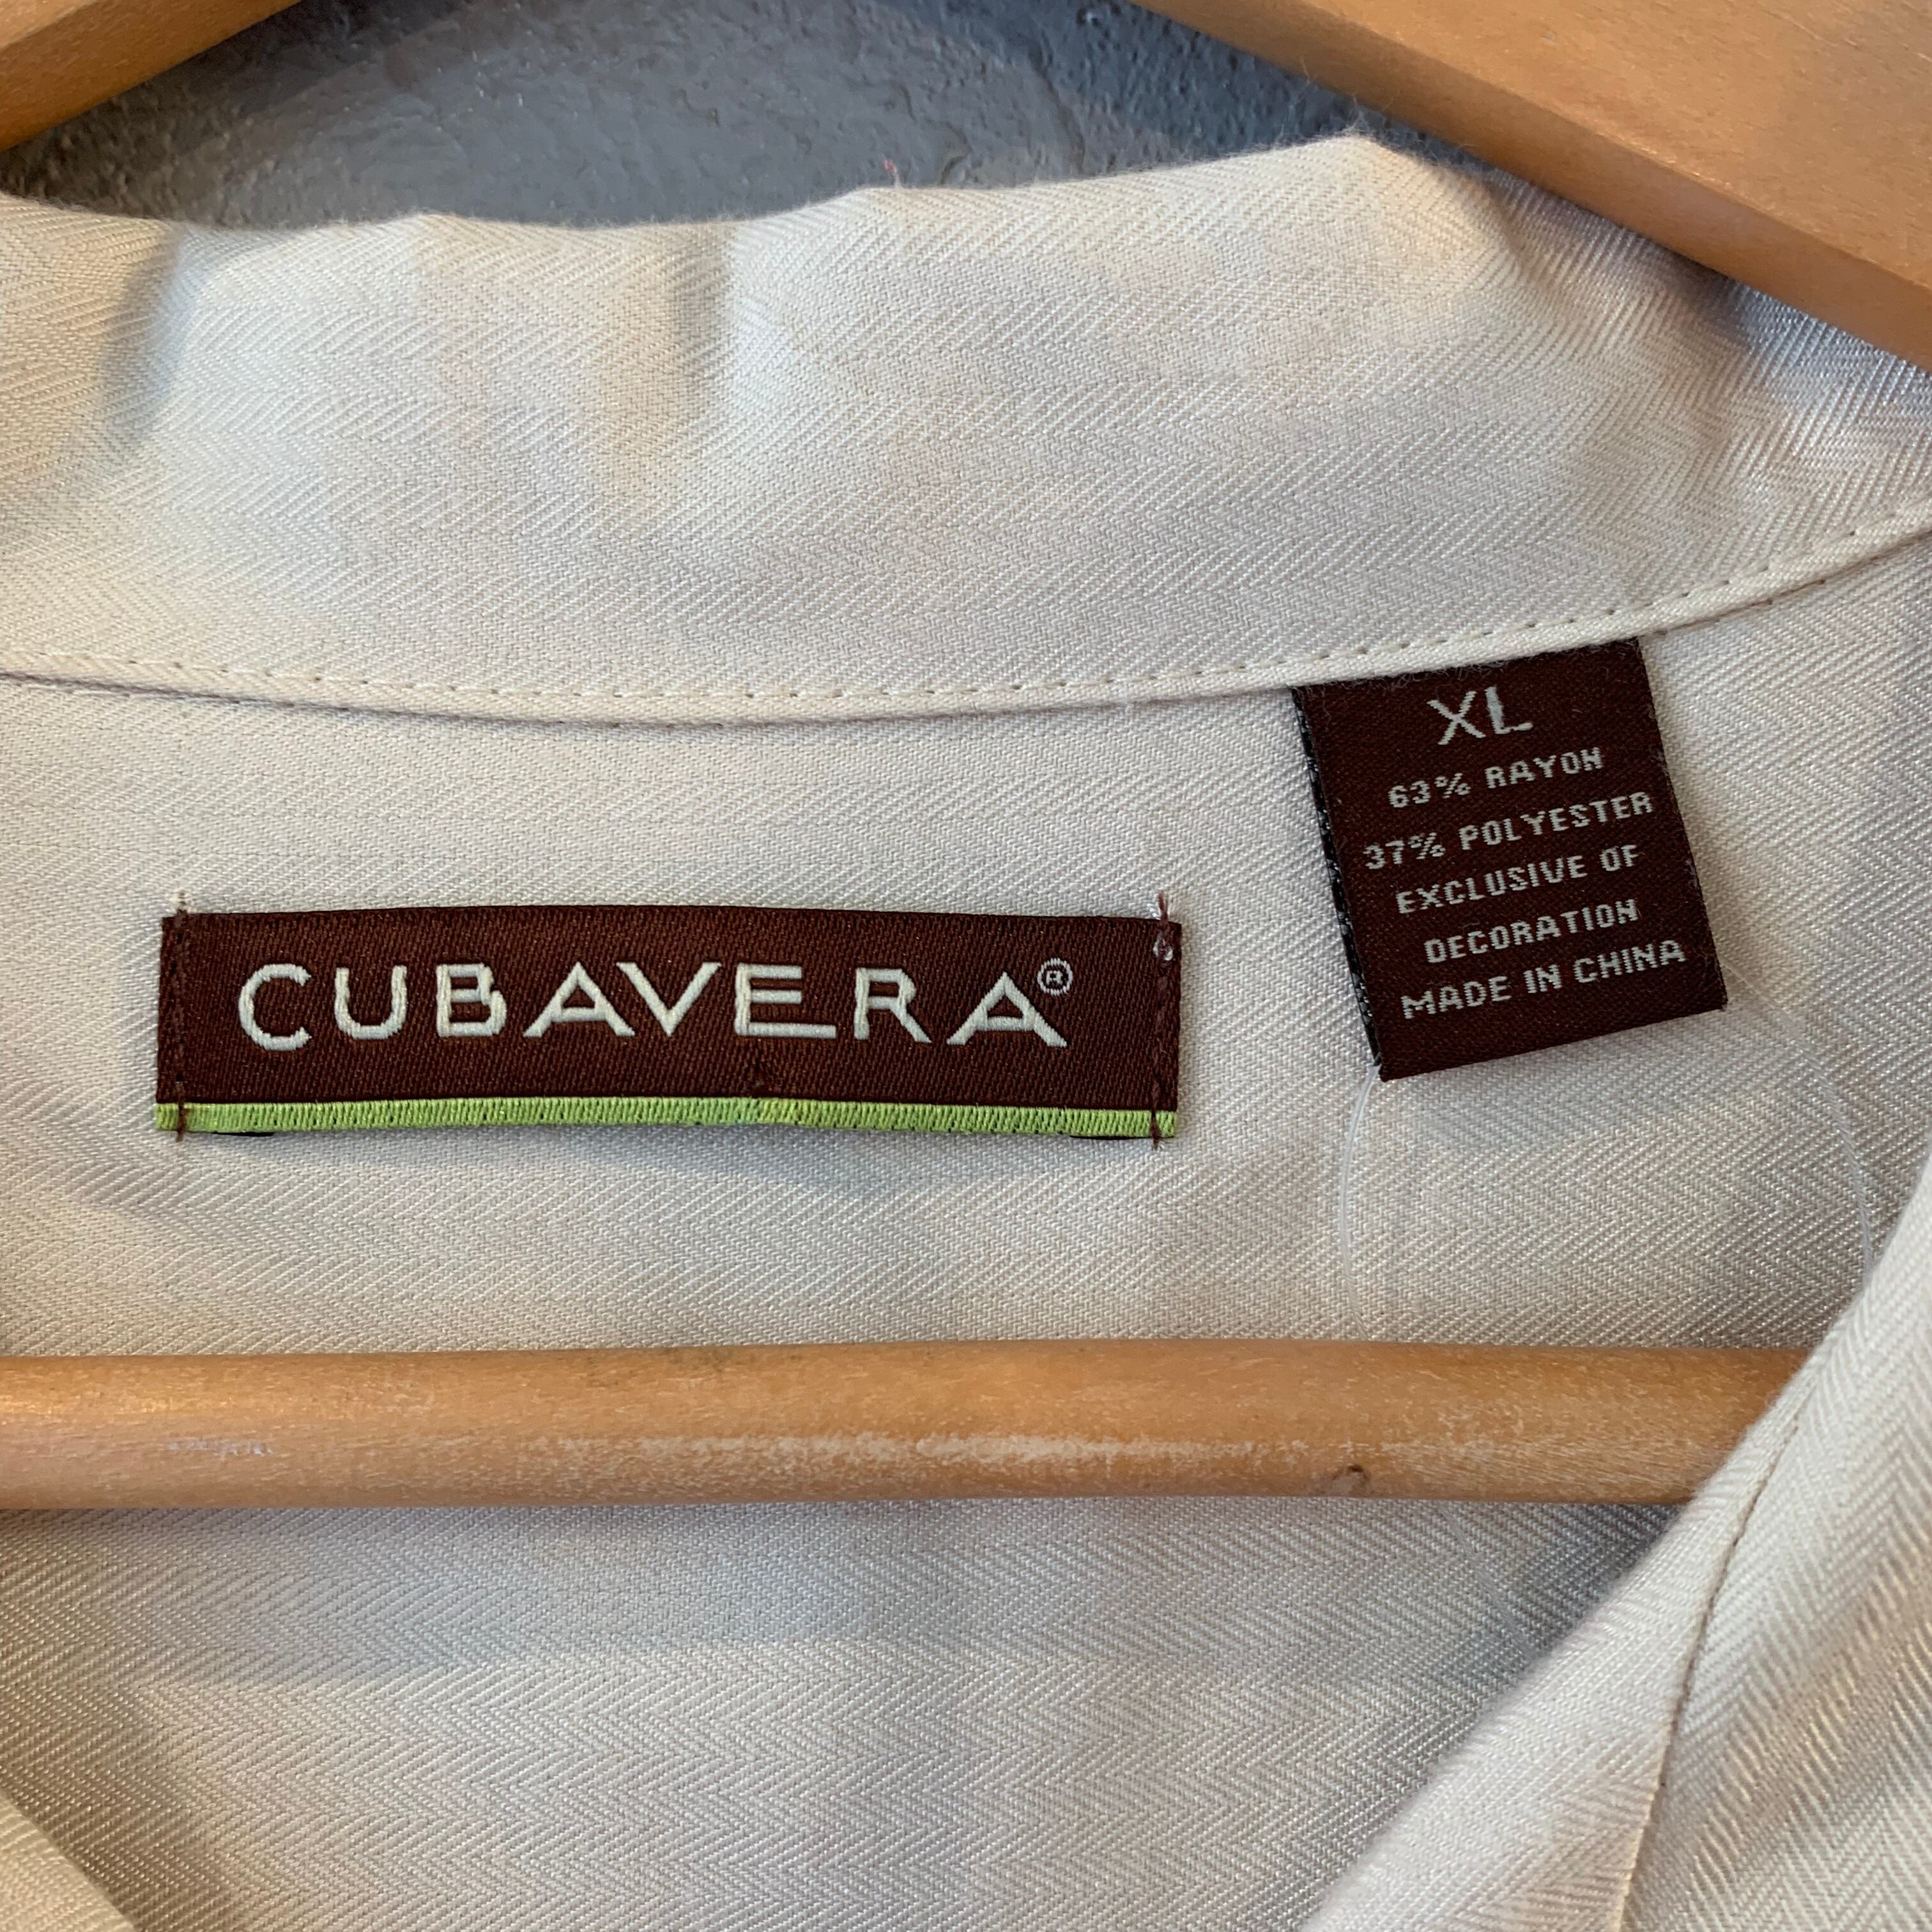 CUBAVERA®
XL
63% RAYON
37% POLYESTER
EXCLUSIVE OF
DECORATION
MADE IN CHINA